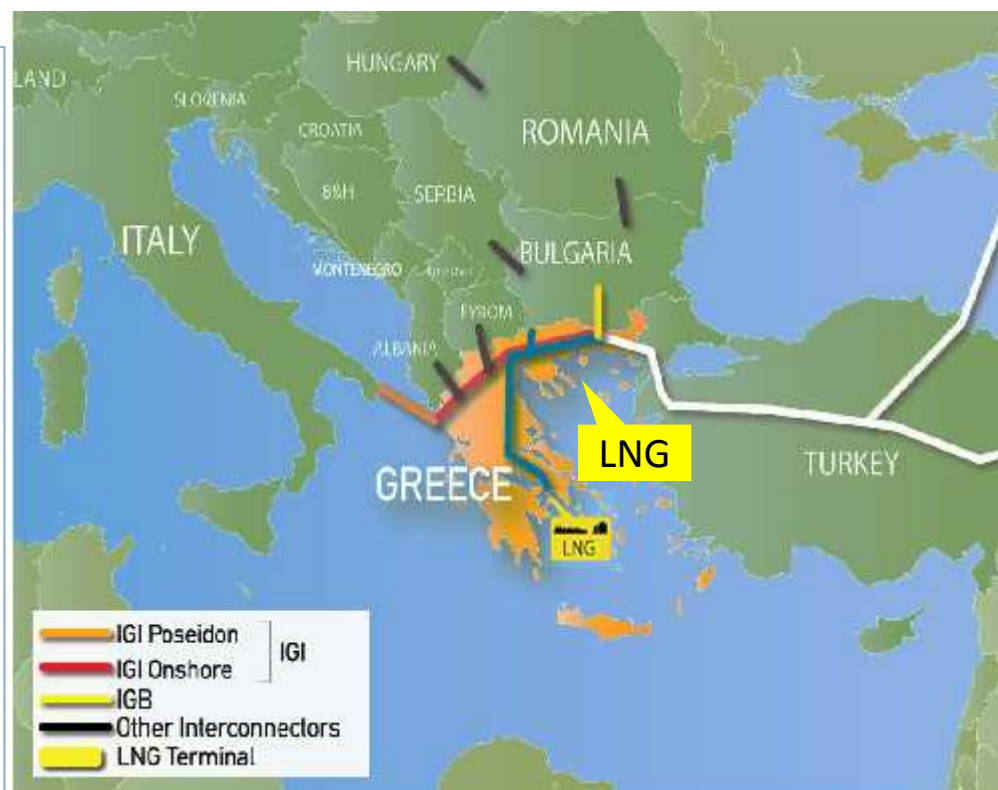 HUNGARY
LAND
SLOVENIA
ROMANIA
CROATIA
B&H
SERBIA
ITALY
BULGARIA
MONTENEGRO
FYROM
ALBANIA
LNG
TURKEY
GREECE
LNG
IGI Poseidon
IGI
IGI Onshore
IGB
Other Interconnectors
LNG Terminal